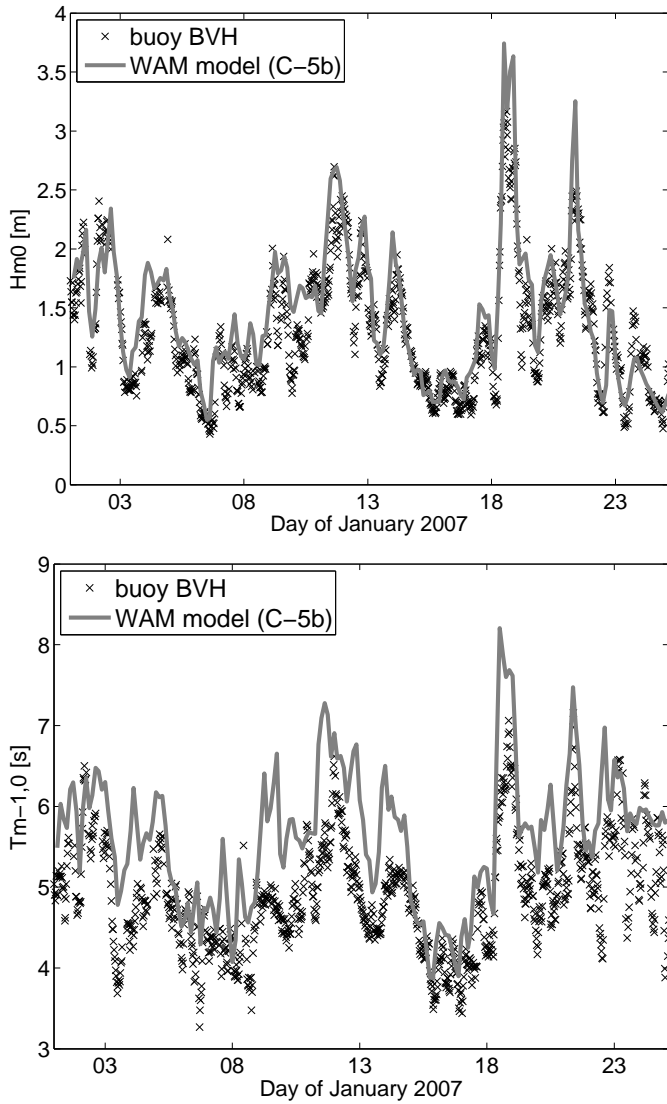 4
3.5
3
2.5
2
1.5
1
0.5
0
Hm0 [m]
buoy BVH
WAM model (C-5b)
03 08 13 18 23
Day of January 2007
9
8
7
6
5
4
3
Tm-1,0 [s]
buoy BVH
WAM model (C-5b)
03 08 13 18 23
Day of January 2007